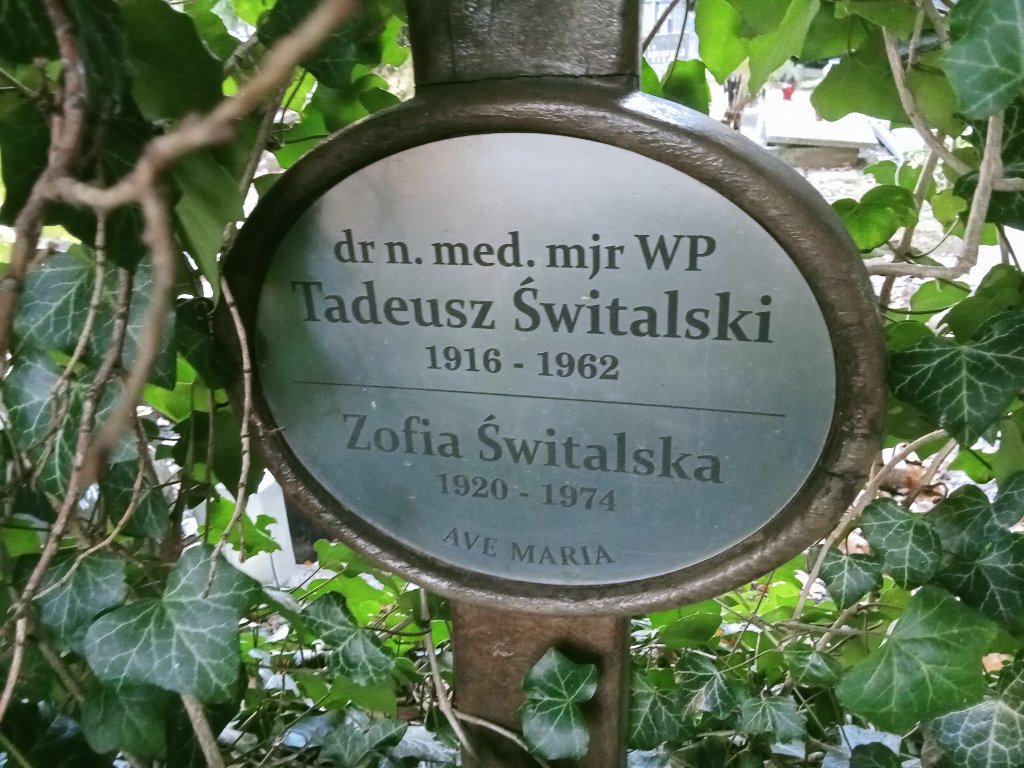 dr n. med. mjr WP
Tadeusz Świtalski
1916 - 1962
Zofia Świtalska
1920 - 1974
AVE MARIA